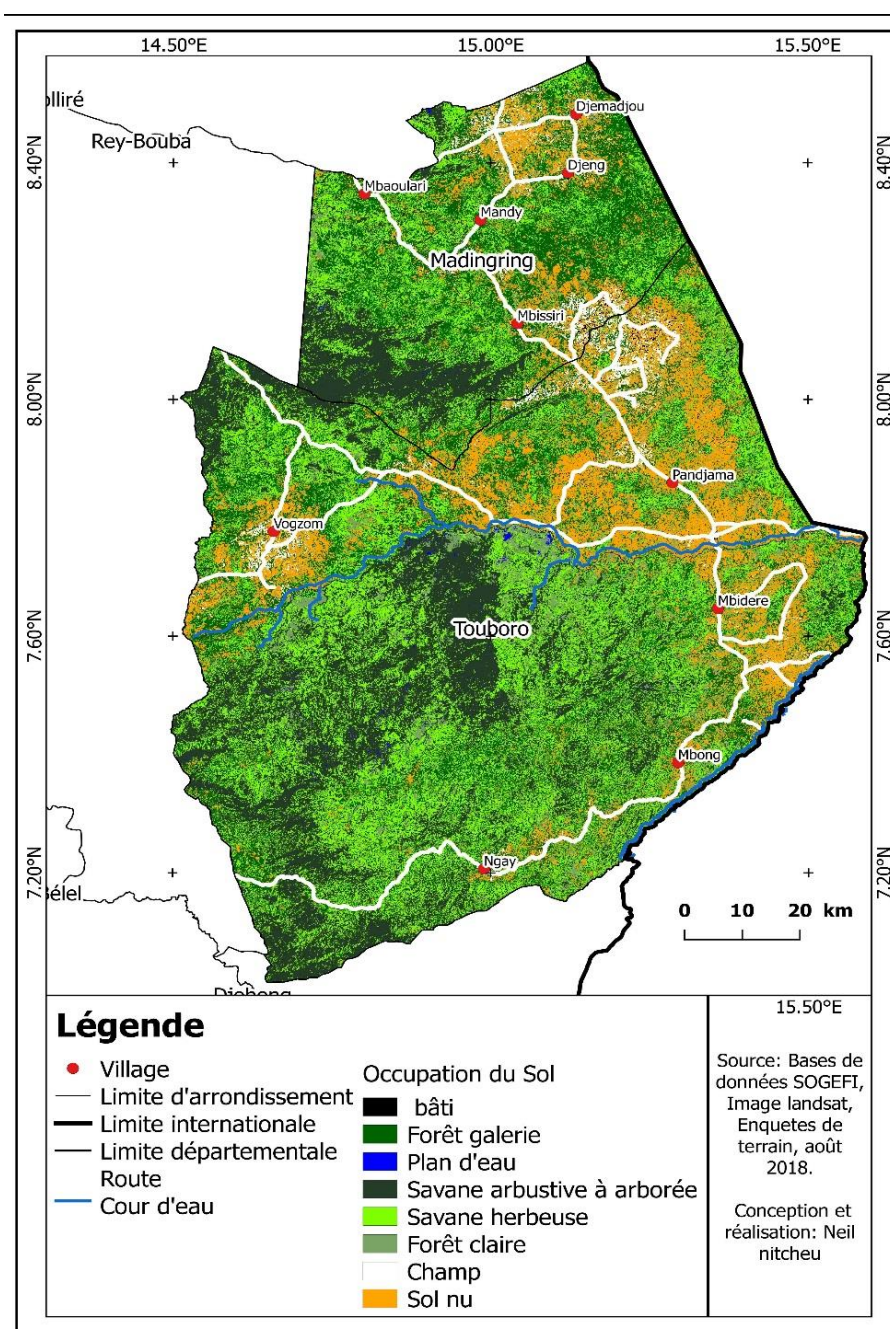 14.50°E 15.00°E 15.50°E
olliré
Rey-Bouba
8.40°N 8.40°N
Djemadjou
Djeng
Mbaoulari
Mandy
Madingring
Mbissiri
8.00°N 8.00°N
Pandjama
Vogzom
Mbidere
7.60°N 7.60°N
Touboro
Mbong
Ngay
7.20°N 7.20°N
Bélel
0 10 20 km
Djohong
15.50°E
Légende
Village
Limite d'arrondissement
Limite internationale
Limite départementale
Route
Cour d'eau
Occupation du Sol
bâti
Forêt galerie
Plan d'eau
Savane arbustive à arborée
Savane herbeuse
Forêt claire
Champ
Sol nu
Source: Bases de
données SOGEFI,
Image landsat,
Enquetes de
terrain, août
2018.
Conception et
réalisation: Neil
nitcheu